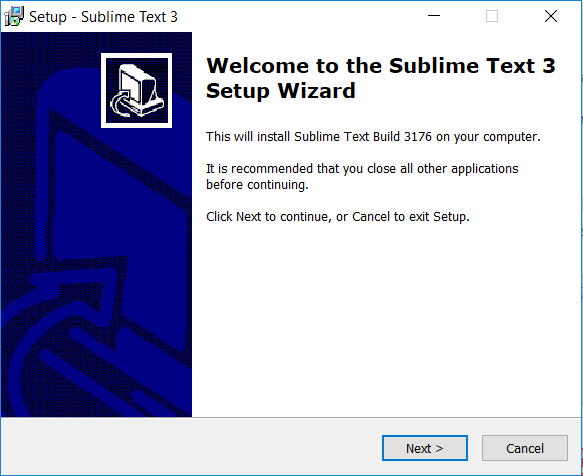 Setup - Sublime Text 3
Welcome to the Sublime Text 3
Setup Wizard
This will install Sublime Text Build 3176 on your computer.
It is recommended that you close all other applications
before continuing.
Click Next to continue, or Cancel to exit Setup.
Next >
Cancel